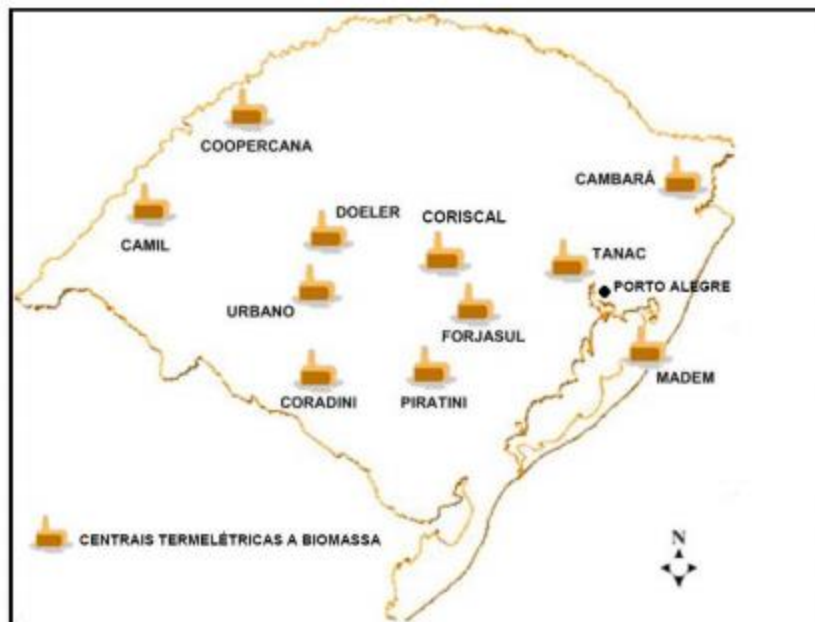 COOPERCANA
CAMBARÁ
DOELER
CORISCAL
CAMIL
TANAC
PORTO ALEGRE
URBANO
FORJASUL
MADEM
CORADINI
PIRATINI
CENTRAIS TERMELÉTRICAS A BIOMASSA
N